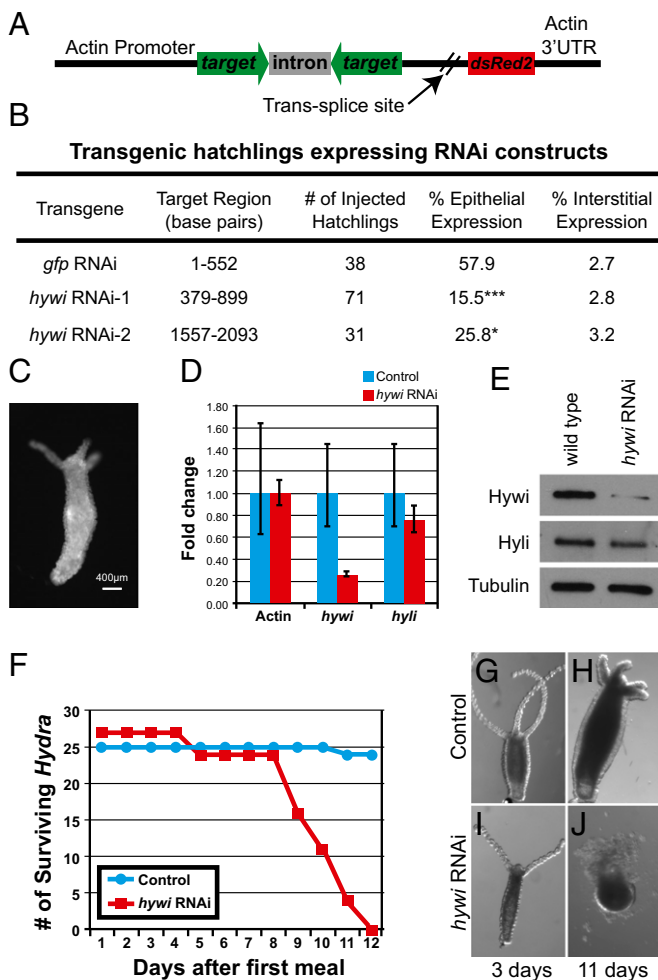 A
Actin Promoter
Actin
3'UTR
target
intron
target
dsRed2
Trans-splice site
B
Transgenic hatchlings expressing RNAi constructs
Transgene
Target Region
(base pairs)
# of Injected
Hatchlings
% Epithelial
Expression
% Interstitial
Expression
gfp RNAi 1-552 38 57.9 2.7
hywi RNAi-1 379-899 71 15.5*** 2.8
hywi RNAi-2 1557-2093 31 25.8* 3.2
C
400µm
D
Control
hywi RNAi
Fold change
1.80
1.60
1.40
1.20
1.00
0.80
0.60
0.40
0.20
0.00
Actin hywi hyli
E
wild type
hywi RNAi
Hywi
Hyli
Tubulin
F
# of Surviving Hydra
30
25
20
15
10
5
0
Control
hywi RNAi
1 2 3 4 5 6 7 8 9 10 11 12
Days after first meal
G
H
Control
I
J
hywi RNAi
3 days
11 days